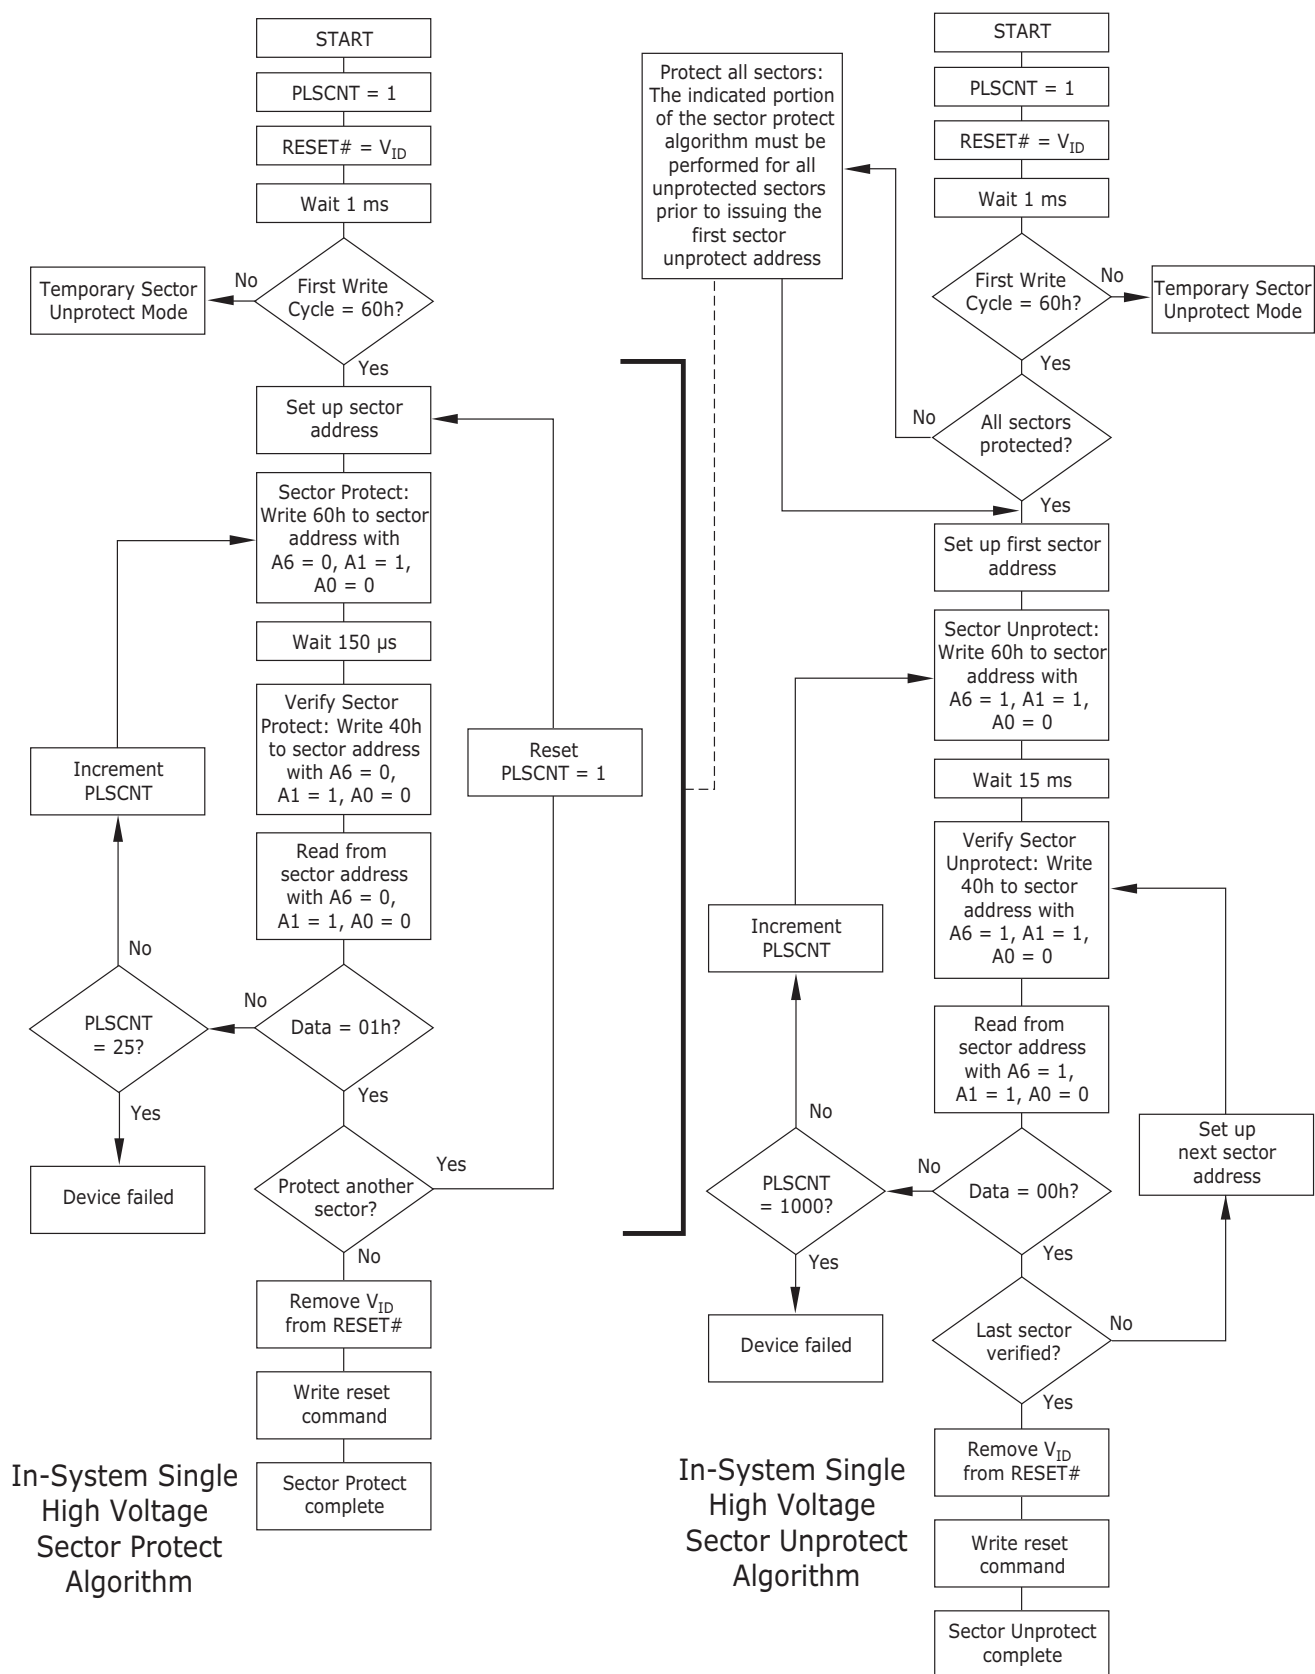 START
PLSCNT = 1
RESET# = VID
Wait 1 ms
First Write
Cycle = 60h?
No
Temporary Sector
Unprotect Mode
Yes
Set up sector
address
Sector Protect:
Write 60h to sector
address with
A6 = 0, A1 = 1,
A0 = 0
Wait 150 µs
Verify Sector
Protect: Write 40h
to sector address
with A6 = 0,
A1 = 1, A0 = 0
Reset
PLSCNT = 1
Increment
PLSCNT
Read from
sector address
with A6 = 0,
A1 = 1, A0 = 0
No
PLSCNT
= 25?
No
Data = 01h?
Yes
Yes
Device failed
Protect another
sector?
Yes
No
Remove VID
from RESET#
Write reset
command
Sector Protect
complete
In-System Single
High Voltage
Sector Protect
Algorithm
START
PLSCNT = 1
RESET# = VID
Wait 1 ms
Protect all sectors:
The indicated portion
of the sector protect
algorithm must be
performed for all
unprotected sectors
prior to issuing the
first sector
unprotect address
First Write
Cycle = 60h?
No
Temporary Sector
Unprotect Mode
Yes
No
All sectors
protected?
Yes
Set up first sector
address
Sector Unprotect:
Write 60h to sector
address with
A6 = 1, A1 = 1,
A0 = 0
Wait 15 ms
Verify Sector
Unprotect: Write
40h to sector
address with
A6 = 1, A1 = 1,
A0 = 0
Increment
PLSCNT
Read from
sector address
with A6 = 1,
A1 = 1, A0 = 0
No
Set up
next sector
address
PLSCNT
= 1000?
No
Data = 00h?
Yes
Yes
Device failed
Last sector
verified?
No
Yes
Remove VID
from RESET#
Write reset
command
Sector Unprotect
complete
In-System Single
High Voltage
Sector Unprotect
Algorithm